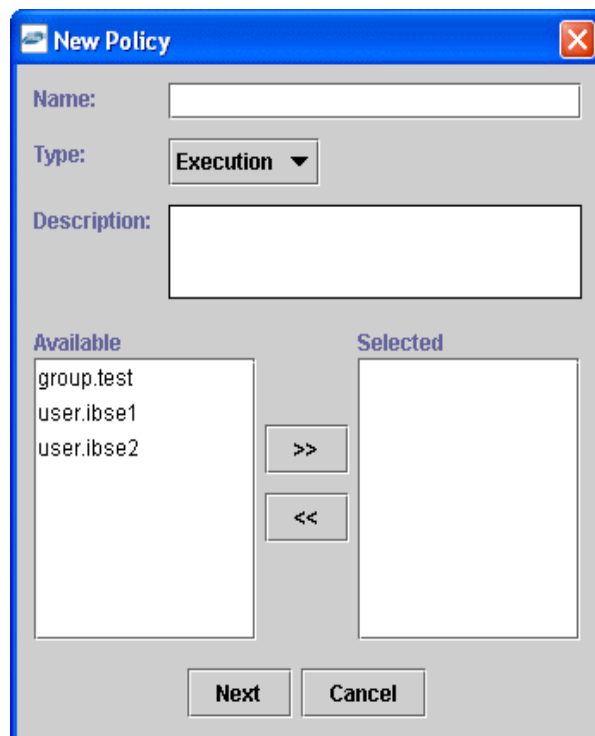 New Policy
Name:
Type:
Execution
Description:
Available
Selected
group.test
user.ibse1
user.ibse2
>>
<<
Next
Cancel